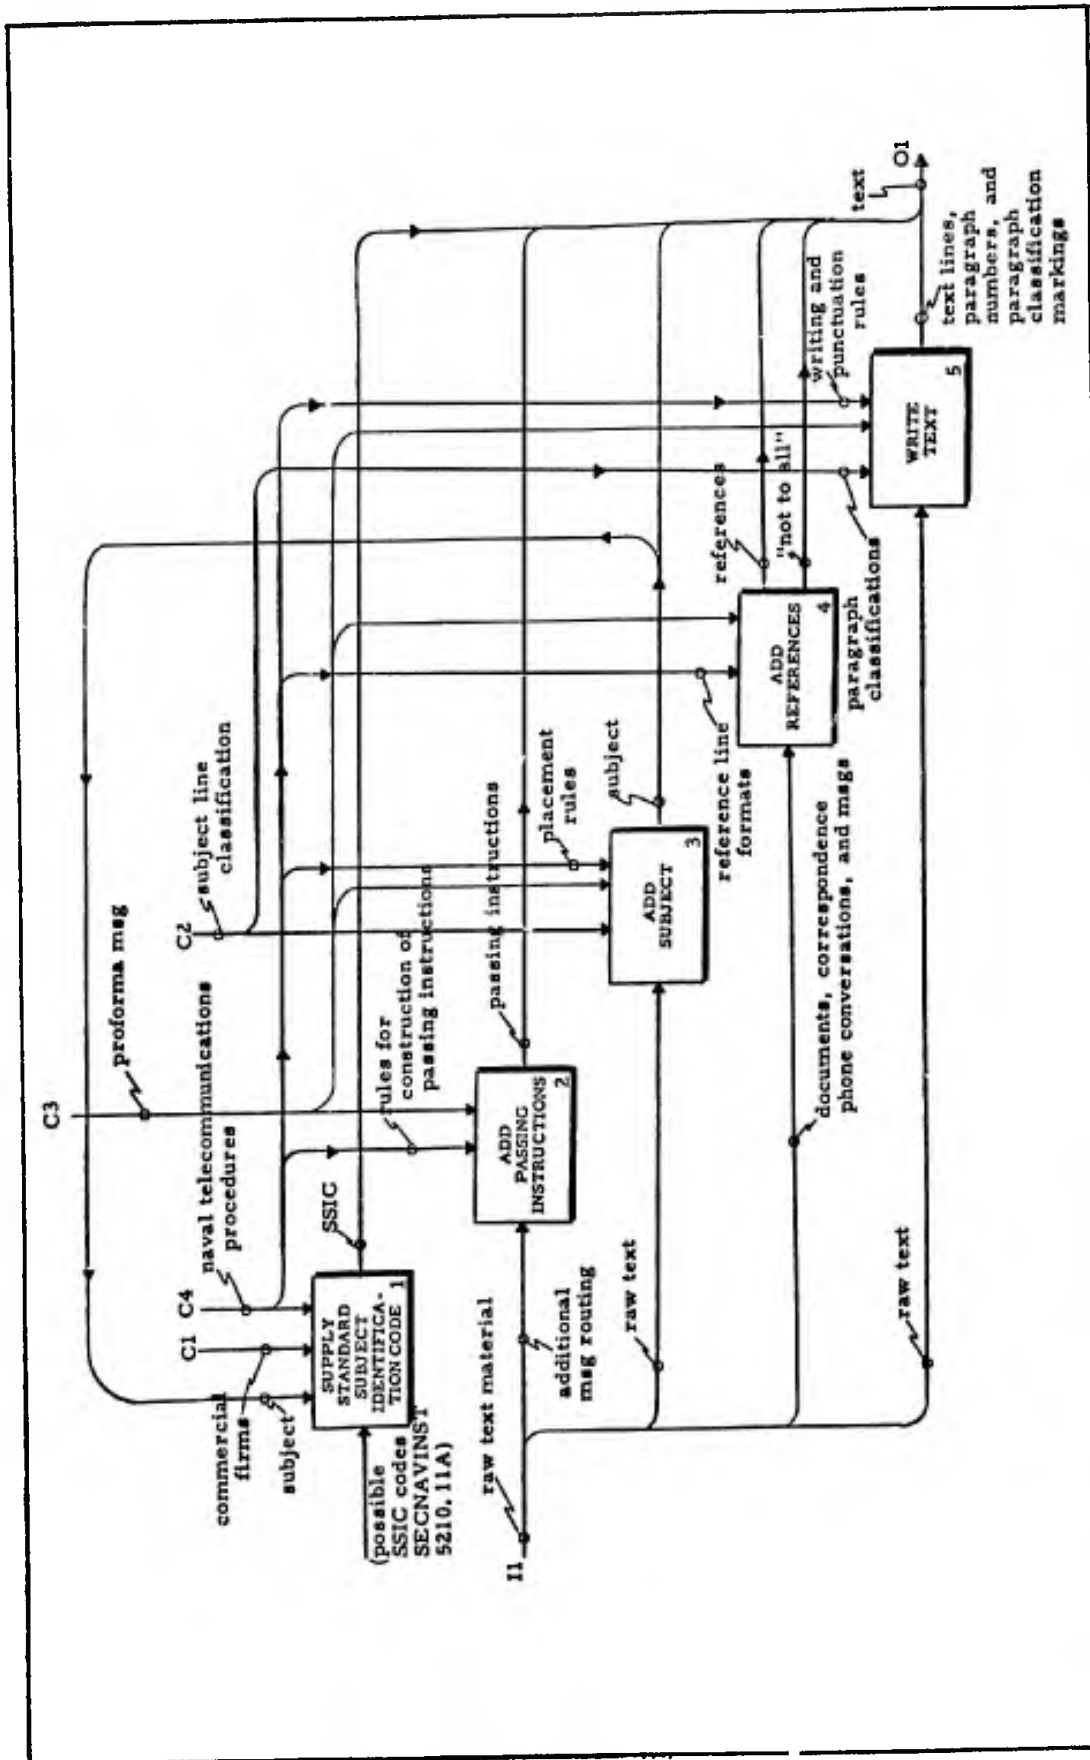 C3
proforma msg
C2
subject line
classification
C4
naval telecommunications
procedures
C1
commercial
firms
subject
SUPPLY
STANDARD
SUBJECT
IDENTIFICA-
TION CODE
1
SSIC
(possible
SSIC codes
SECNAVINST
5210.11A)
rules for
construction of
passing instructions
I1
raw text material
additional
msg routing
ADD
PASSING
INSTRUCTIONS
2
passing instructions
placement
rules
raw text
ADD
SUBJECT
3
subject
reference line
formats
documents, correspondence
phone conversations, and msgs
ADD
REFERENCES
4
references
"not to all"
paragraph
classifications
writing and
punctuation
rules
raw text
WRITE
TEXT
5
text lines,
paragraph
numbers, and
paragraph
classification
markings
text
O1